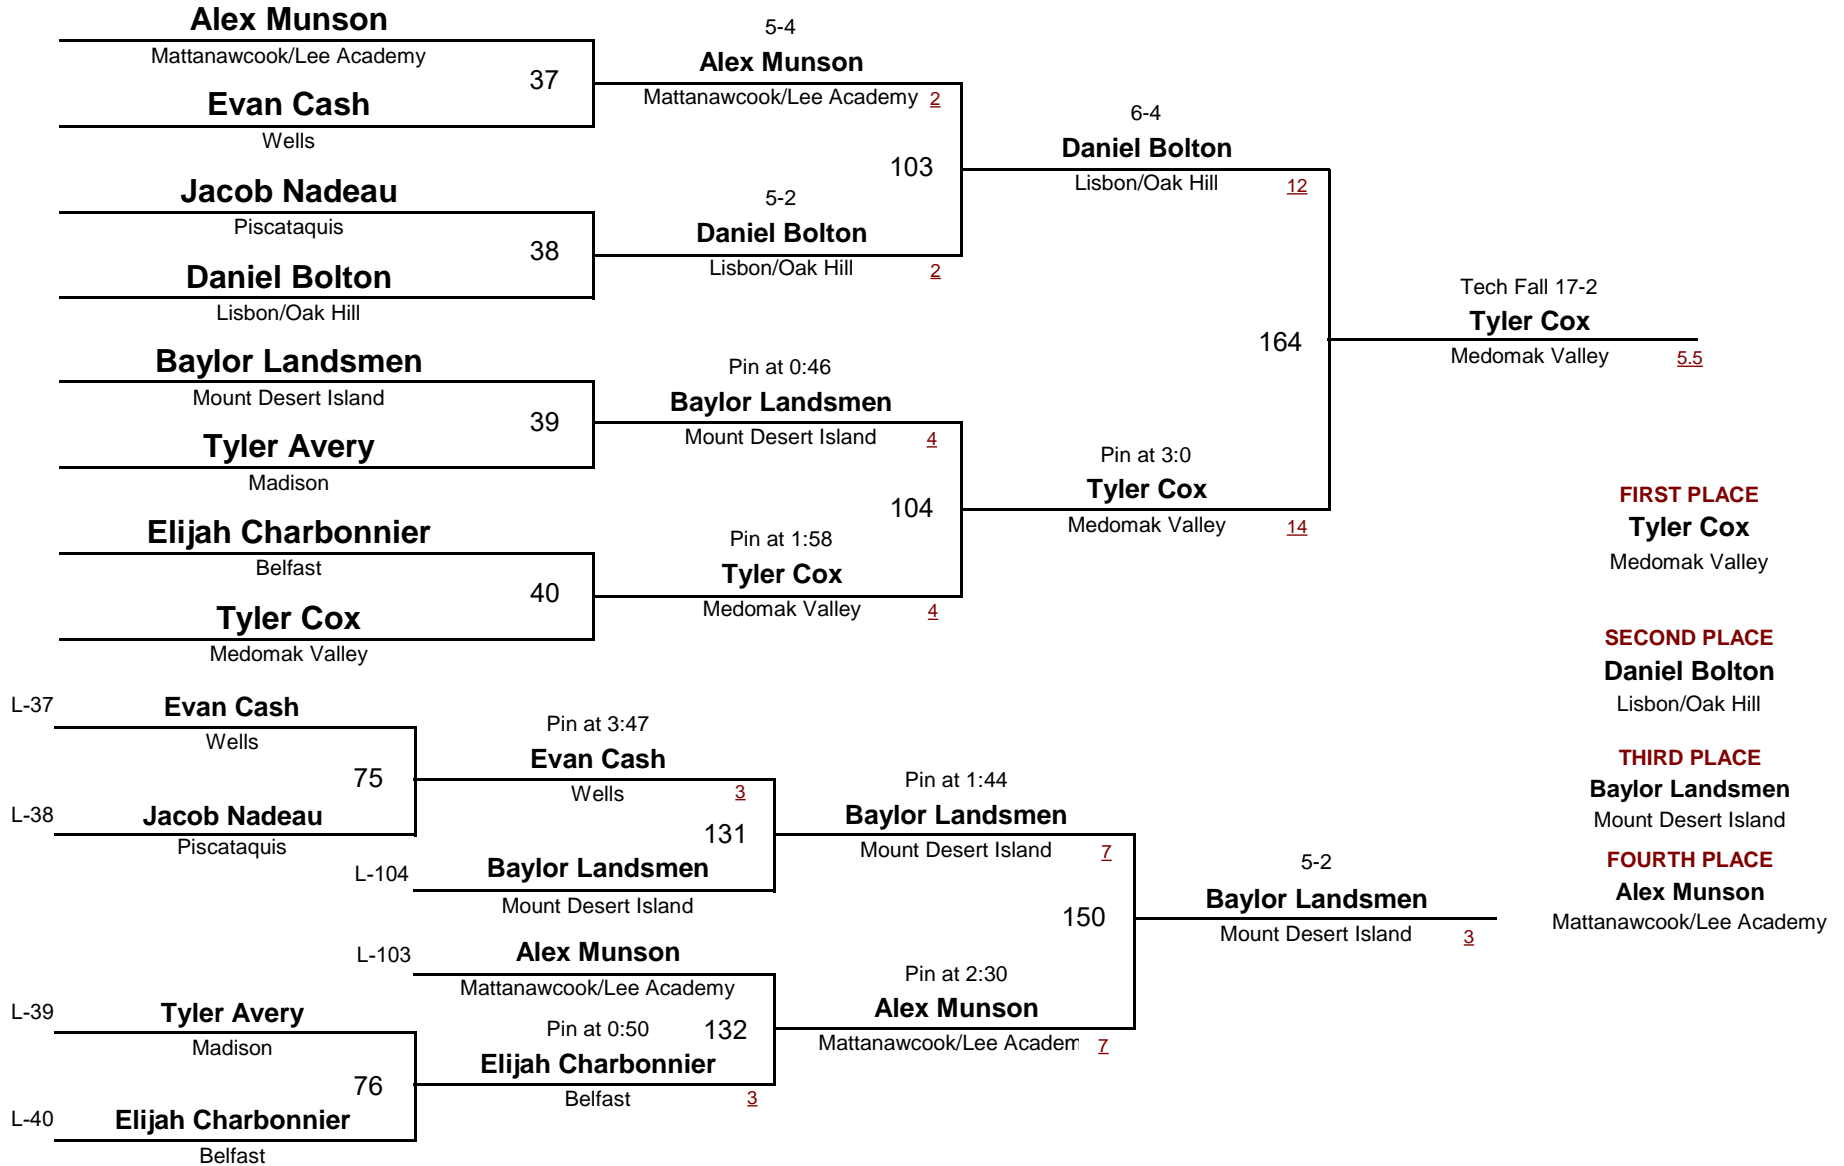 Alex Munson
Mattanawcook/Lee Academy
37
Evan Cash
Wells
Jacob Nadeau
Piscataquis
38
Daniel Bolton
Lisbon/Oak Hill
Baylor Landsmen
Mount Desert Island
39
Tyler Avery
Madison
Elijah Charbonnier
Belfast
40
Tyler Cox
Medomak Valley
5-4
Alex Munson
Mattanawcook/Lee Academy 2
103
5-2
Daniel Bolton
Lisbon/Oak Hill 2
Pin at 0:46
Baylor Landsmen
Mount Desert Island 4
104
Pin at 1:58
Tyler Cox
Medomak Valley 4
6-4
Daniel Bolton
Lisbon/Oak Hill 12
164
Pin at 3:0
Tyler Cox
Medomak Valley 14
Tech Fall 17-2
Tyler Cox
Medomak Valley 5.5
FIRST PLACE
Tyler Cox
Medomak Valley
SECOND PLACE
Daniel Bolton
Lisbon/Oak Hill
THIRD PLACE
Baylor Landsmen
Mount Desert Island
FOURTH PLACE
Alex Munson
Mattanawcook/Lee Academy
L-37
Evan Cash
Wells
75
L-38
Jacob Nadeau
Piscataquis
Pin at 3:47
Evan Cash
Wells 3
131
L-104
Baylor Landsmen
Mount Desert Island
L-103
Alex Munson
Mattanawcook/Lee Academy
L-39
Tyler Avery
Madison
76
L-40
Elijah Charbonnier
Belfast
Pin at 0:50
132
Elijah Charbonnier
Belfast 3
Pin at 1:44
Baylor Landsmen
Mount Desert Island 7
150
Pin at 2:30
Alex Munson
Mattanawcook/Lee Academ 7
5-2
Baylor Landsmen
Mount Desert Island 3